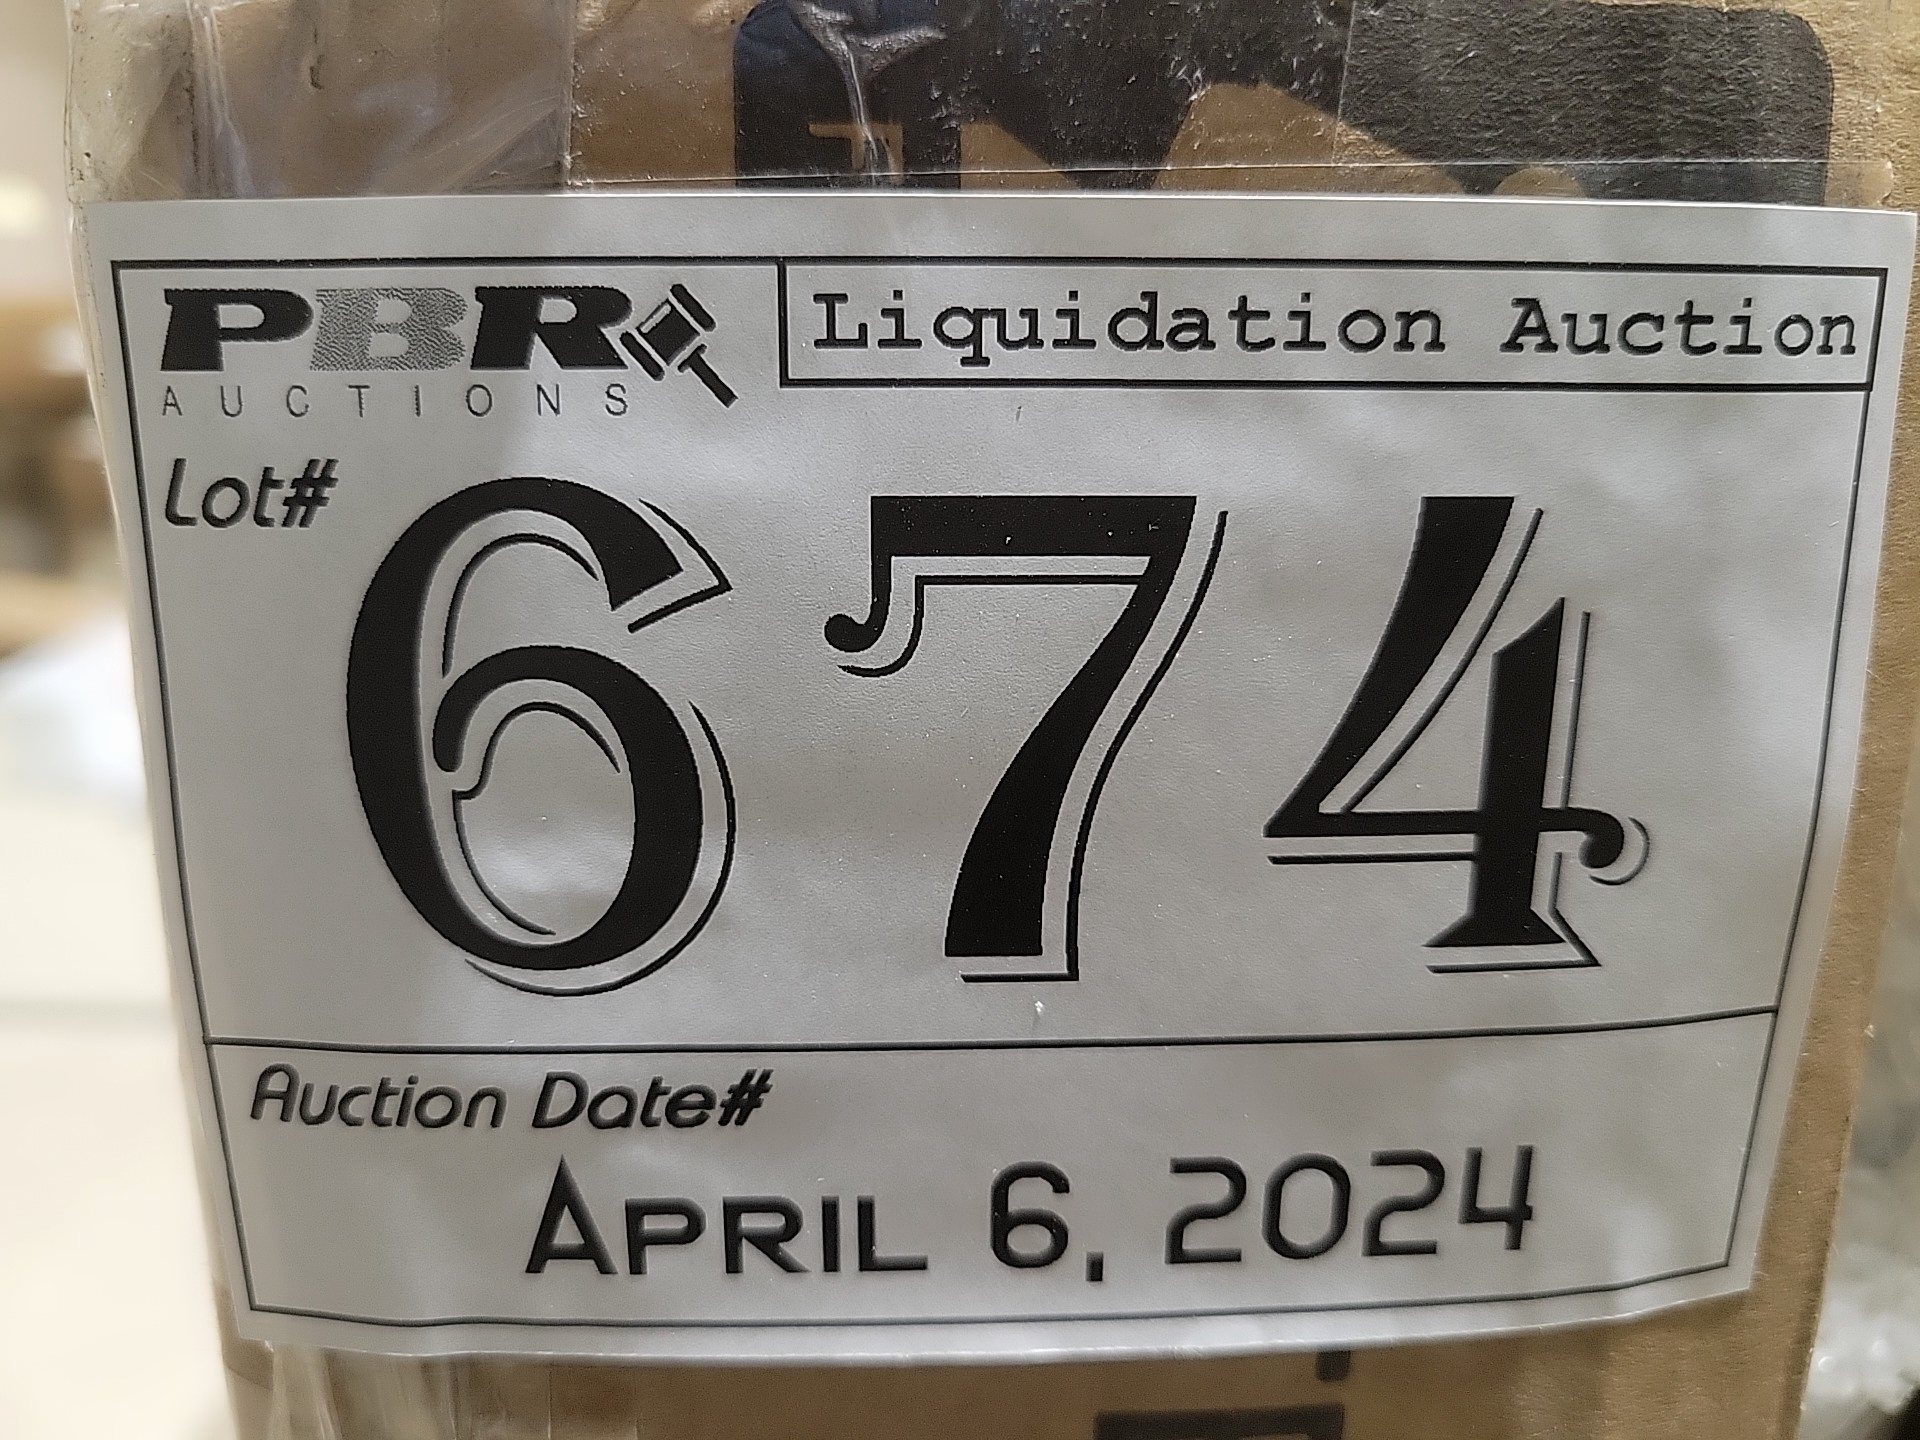 PBR
AUCTIONS
Liquidation Auction
Lot#
674
Auction Date#
APRIL 6, 2024